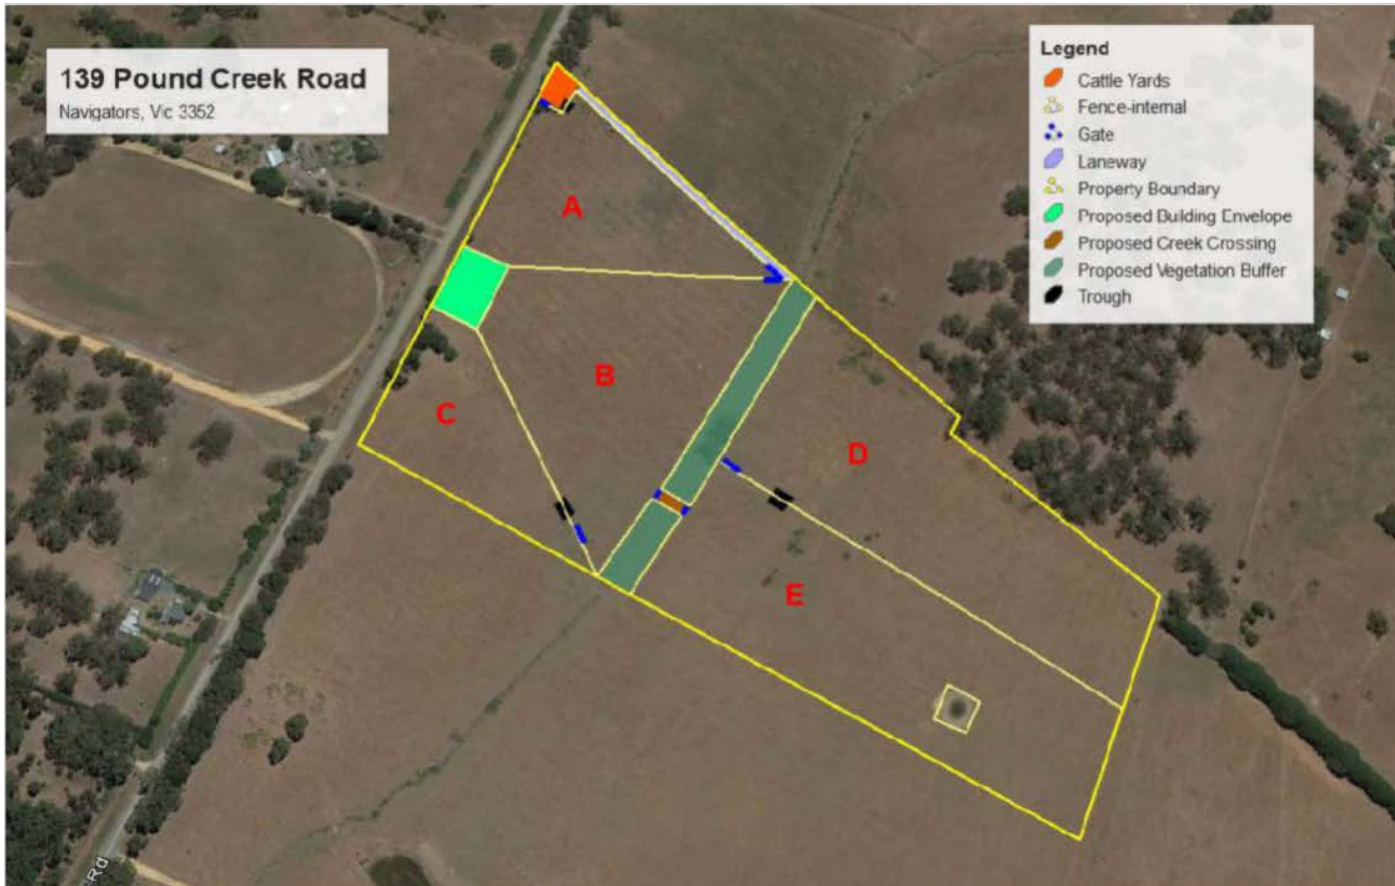 139 Pound Creek Road
Navigators, Vic 3352
Legend
Cattle Yards
Fence-internal
Gate
Laneway
Property Boundary
Proposed Building Envelope
Proposed Creek Crossing
Proposed Vegetation Buffer
Trough
A
B
C
D
E
Rd